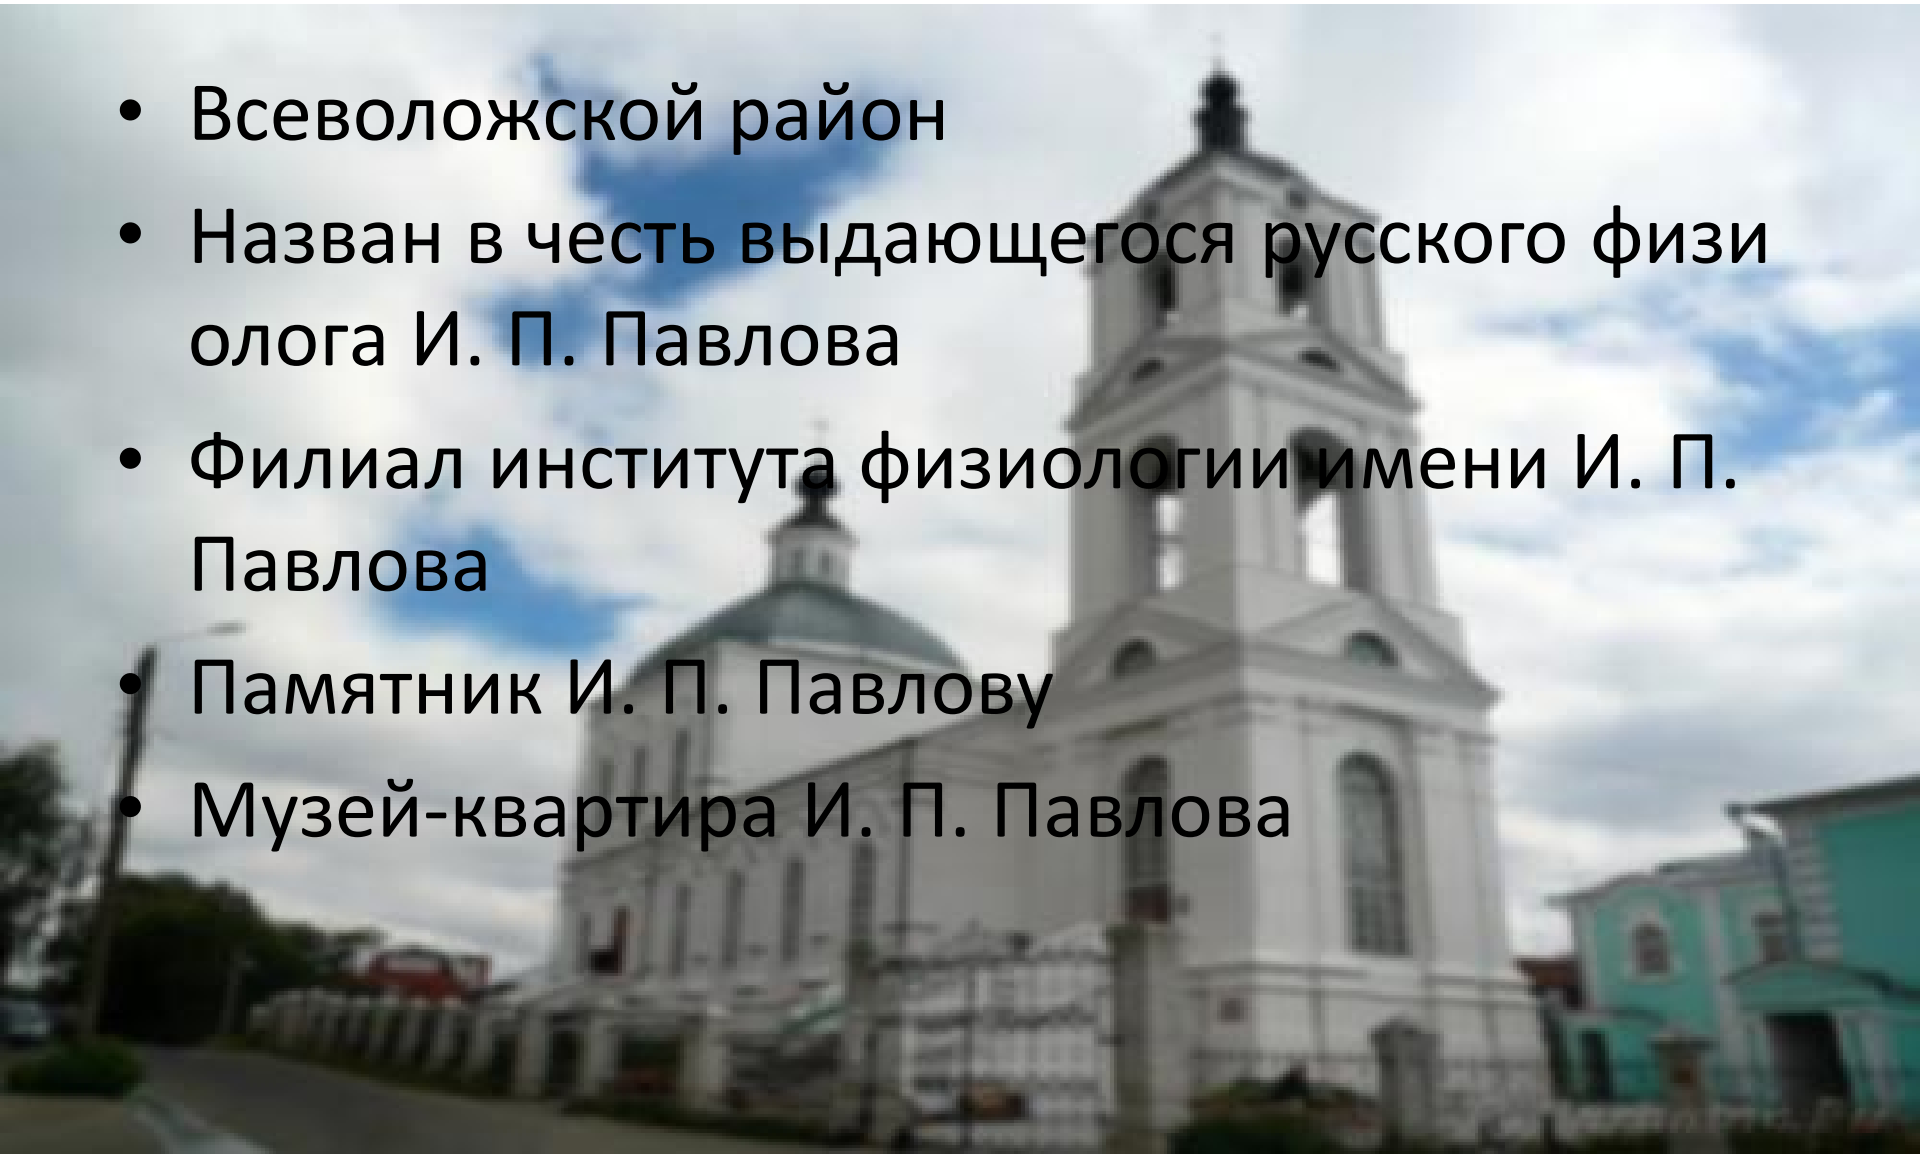 • Всеволожской район
• Назван в честь выдающегося русского физи
олога И. П. Павлова
• Филиал института физиологии имени И. П.
Павлова
• Памятник И. П. Павлову
• Музей-квартира И. П. Павлова